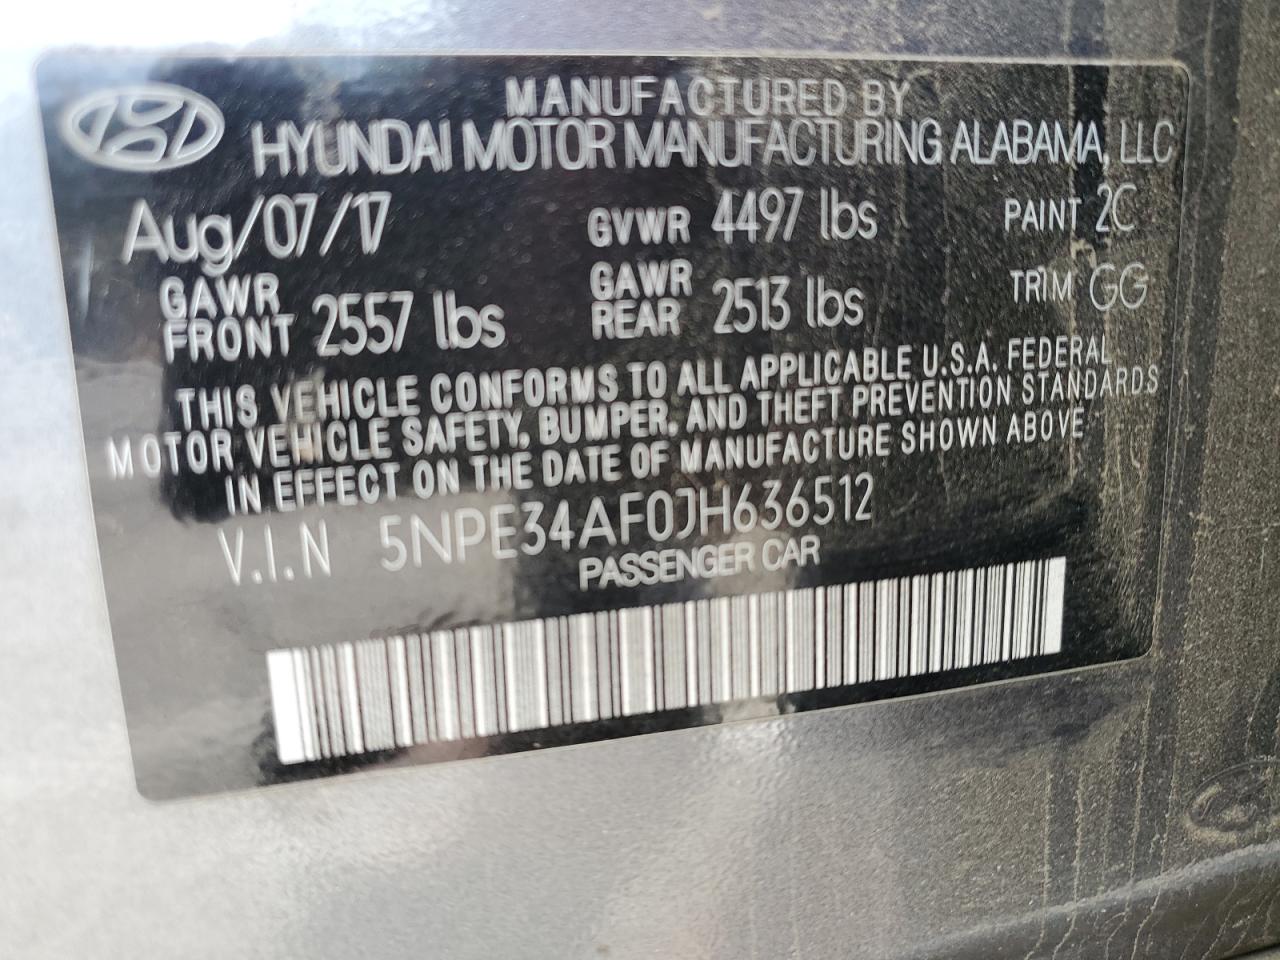 MANUFACTURED BY
HYUNDAI MOTOR MANUFACTURING ALABAMA, LLC
Aug/07/17 GVWR 4497 lbs PAINT 2C
GAWR FRONT 2557 lbs GAWR REAR 2513 lbs TRIM GG
THIS VEHICLE CONFORMS TO ALL APPLICABLE U.S.A. FEDERAL
MOTOR VEHICLE SAFETY, BUMPER, AND THEFT PREVENTION STANDARDS
IN EFFECT ON THE DATE OF MANUFACTURE SHOWN ABOVE
V.I.N 5NPE34AF0JH636512
PASSENGER CAR